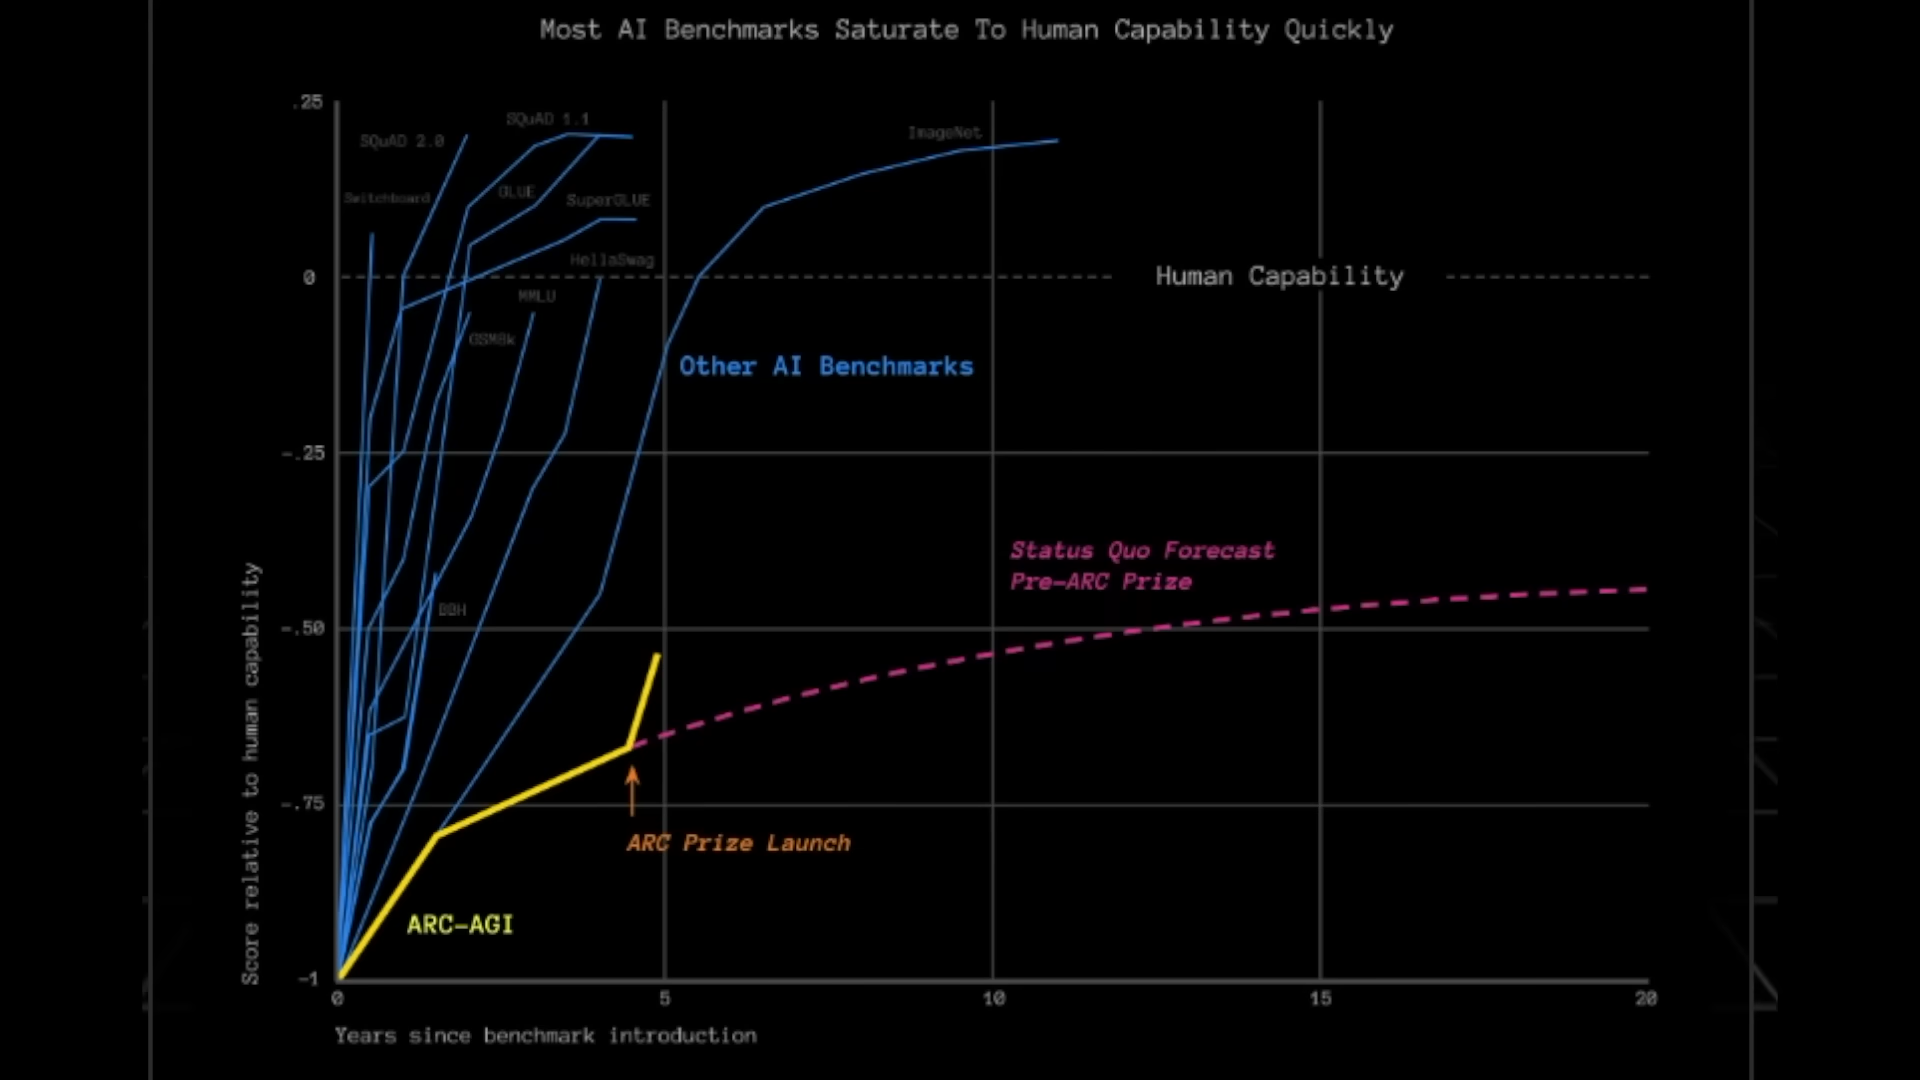 Most AI Benchmarks Saturate To Human Capability Quickly
.25
SQuAD 1.1
ImageNet
SQuAD 2.0
Switchboard
GLUE
SuperGLUE
HellaSwag
0
Human Capability
MMLU
GSM8k
Other AI Benchmarks
-.25
Status Quo Forecast
Pre-ARC Prize
BBH
-.50
-.75
ARC Prize Launch
ARC-AGI
-1
Score relative to human capability
0
5
10
15
20
Years since benchmark introduction